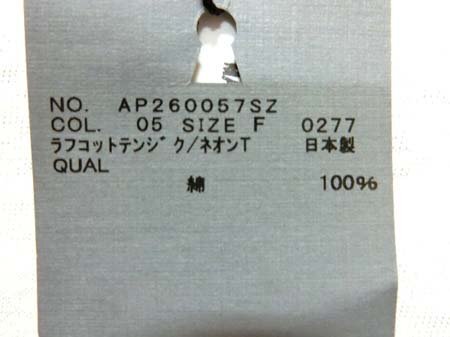 NO. AP260057SZ
COL. 05 SIZE F 0277
ラフコットテンジク/ネオンT 日本製
QUAL
綿 100%